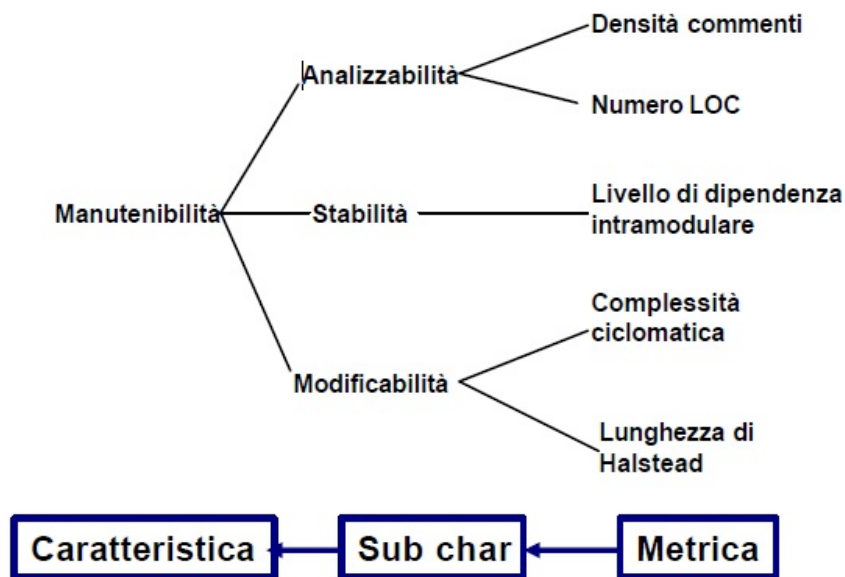 Densità commenti
Analizzabilità
Numero LOC
Manutenibilità
Stabilità
Livello di dipendenza
intramodulare
Complessità
ciclomatica
Modificabilità
Lunghezza di
Halstead
Caratteristica
Sub char
Metrica